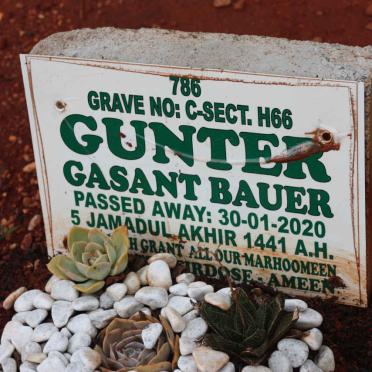 786
GRAVE NO: C-SECT. H66
GUNTER
GASANT BAUER
PASSED AWAY: 30-01-2020
5 JAMADUL AKHIR 1441 A.H.
GRANT ALL OUR MARHOOMEEN
AMEEN